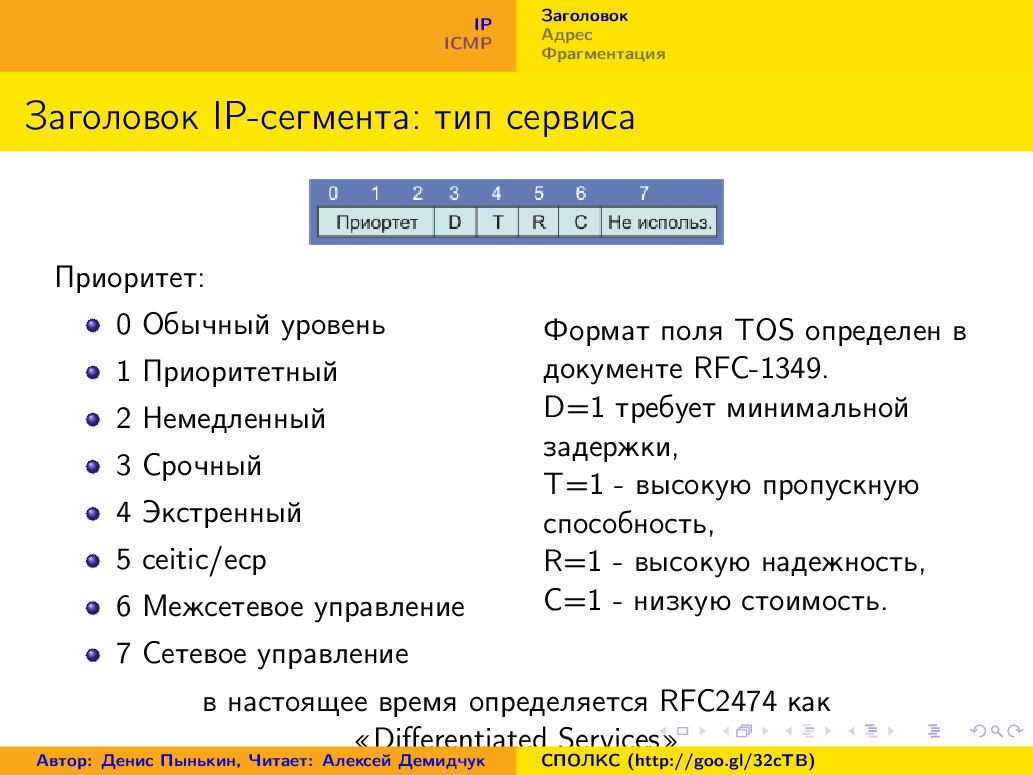 IP
ICMP
Заголовок
Адрес
Фрагментация
Заголовок IP-сегмента: тип сервиса
0 1 2 3 4 5 6 7
Приортет D T R C Не использ.
Приоритет:
0 Обычный уровень
1 Приоритетный
2 Немедленный
3 Срочный
4 Экстренный
5 ceitic/ecp
6 Межсетевое управление
7 Сетевое управление
Формат поля TOS определен в
документе RFC-1349.
D=1 требует минимальной
задержки,
T=1 - высокую пропускную
способность,
R=1 - высокую надежность,
C=1 - низкую стоимость.
в настоящее время определяется RFC2474 как
«Differentiated Services»
Автор: Денис Пынькин, Читает: Алексей Демидчук
СПОЛКС (http://goo.gl/32cTB)